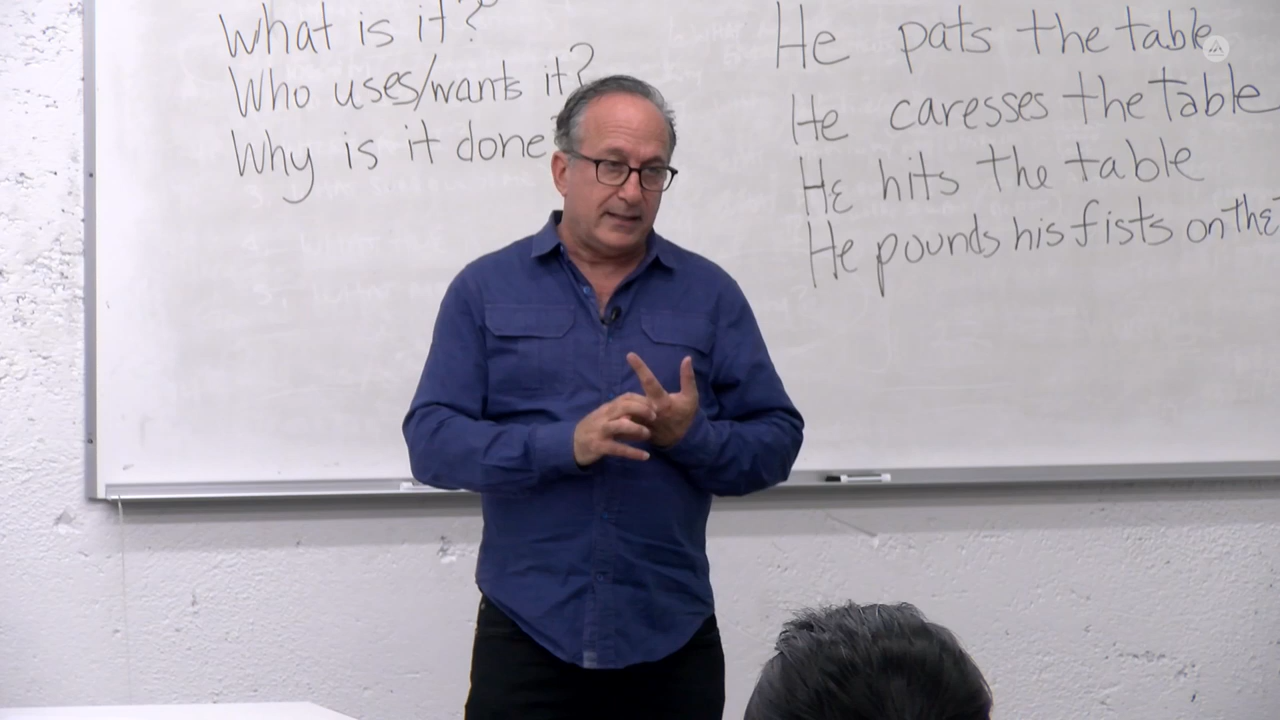 What is it?
Who uses/wants it?
Why is it done?
He pats the table
He caresses the table
He hits the table
He pounds his fists on the